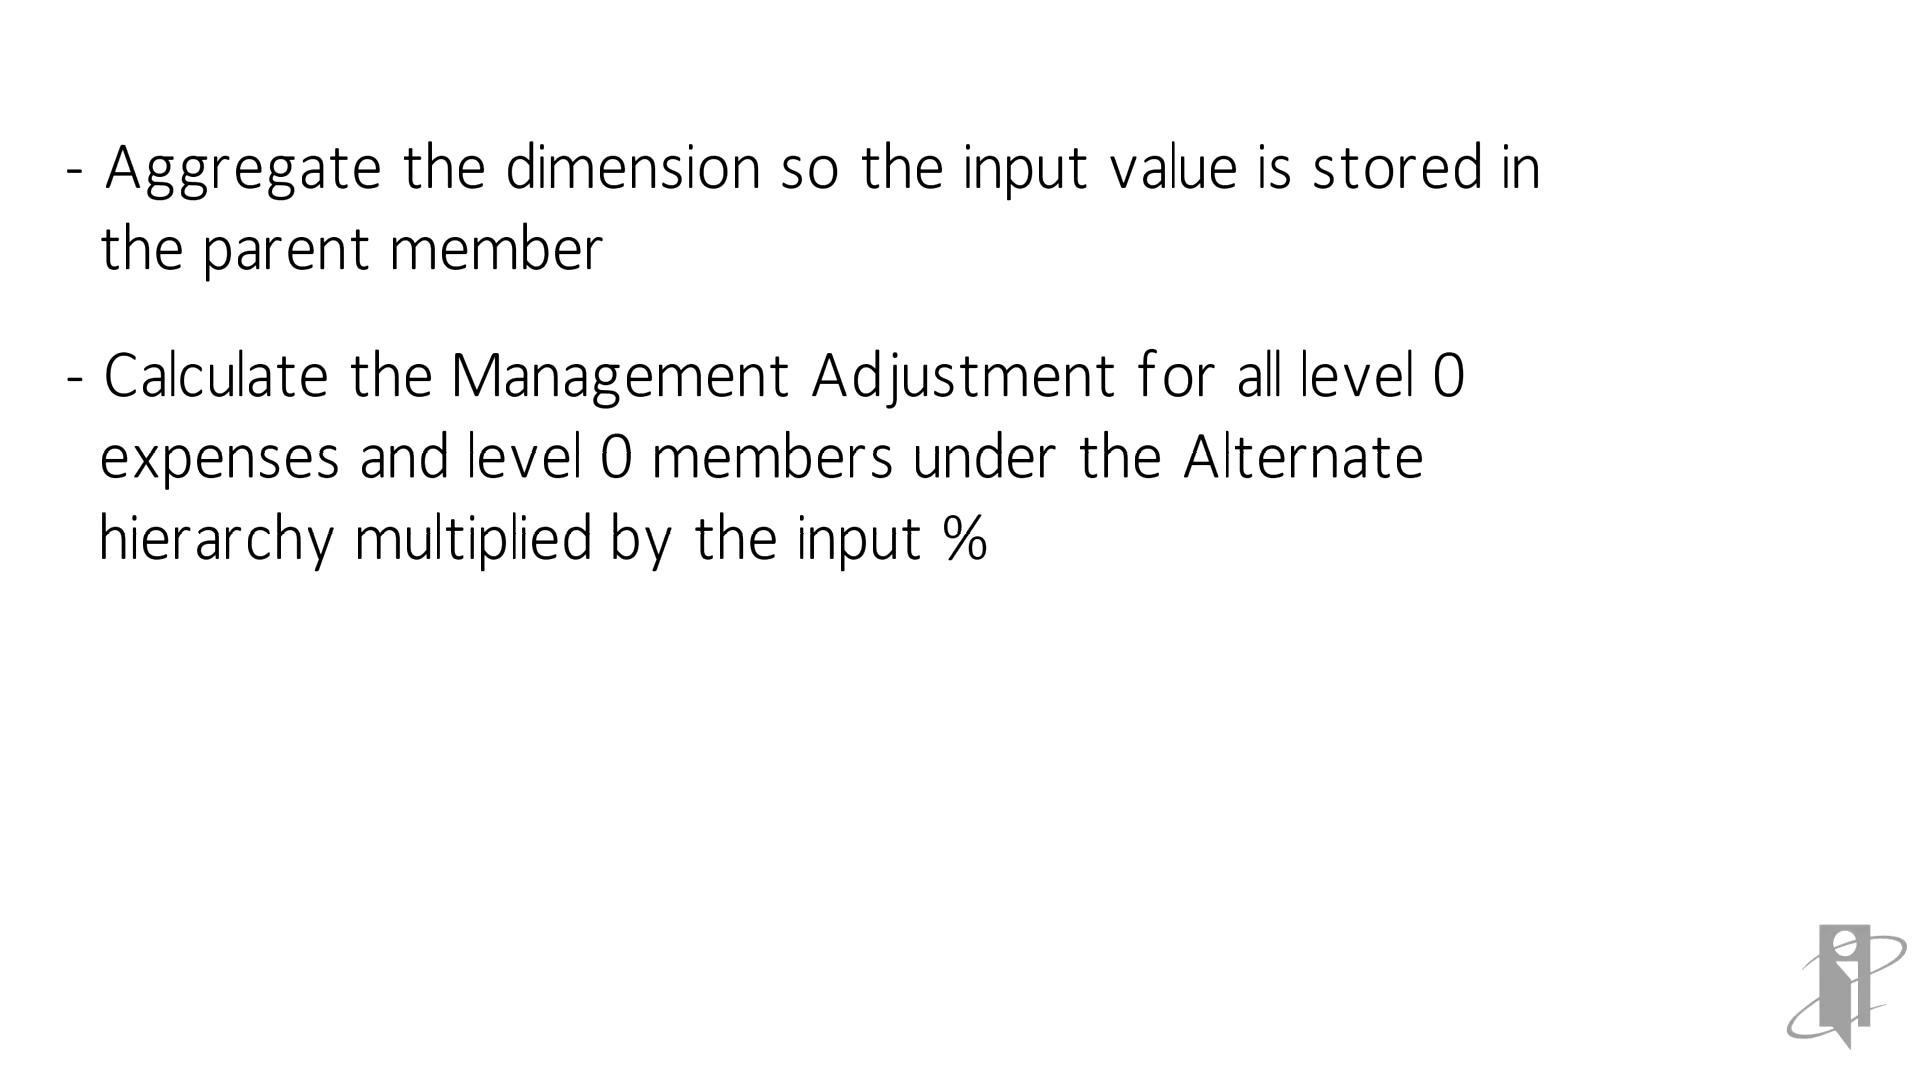 - Aggregate the dimension so the input value is stored in
the parent member
- Calculate the Management Adjustment for all level 0
expenses and level 0 members under the Alternate
hierarchy multiplied by the input %